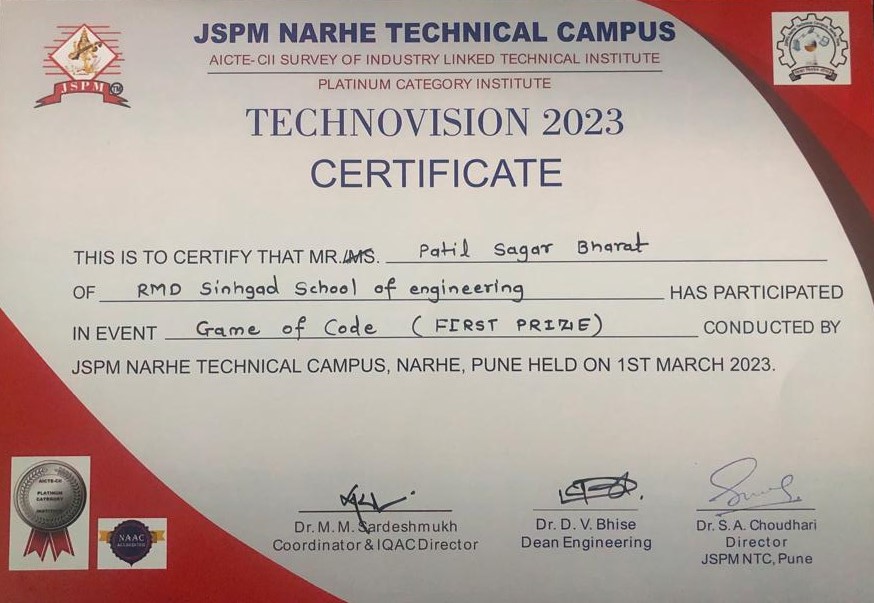 JSPM NARHE TECHNICAL CAMPUS
AICTE-CII SURVEY OF INDUSTRY LINKED TECHNICAL INSTITUTE
PLATINUM CATEGORY INSTITUTE
JSPM TM
TECHNOVISION 2023
CERTIFICATE
THIS IS TO CERTIFY THAT MR./MS. Patil Sagar Bharat
OF RMD Sinhgad School of engineering HAS PARTICIPATED
IN EVENT Game of Code (FIRST PRIZE) CONDUCTED BY
JSPM NARHE TECHNICAL CAMPUS, NARHE, PUNE HELD ON 1ST MARCH 2023.
AICTE-CII
PLATINUM
CATEGORY
INSTITUTE
NAAC
ACCREDITED
Dr. M. M. Sardeshmukh
Coordinator & IQAC Director
Dr. D. V. Bhise
Dean Engineering
Dr. S. A. Choudhari
Director
JSPM NTC, Pune